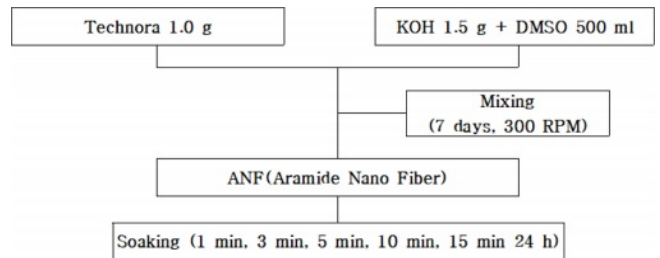 Technora 1.0 g
KOH 1.5 g + DMSO 500 ml
Mixing
(7 days, 300 RPM)
ANF(Aramide Nano Fiber)
Soaking (1 min, 3 min, 5 min, 10 min, 15 min 24 h)